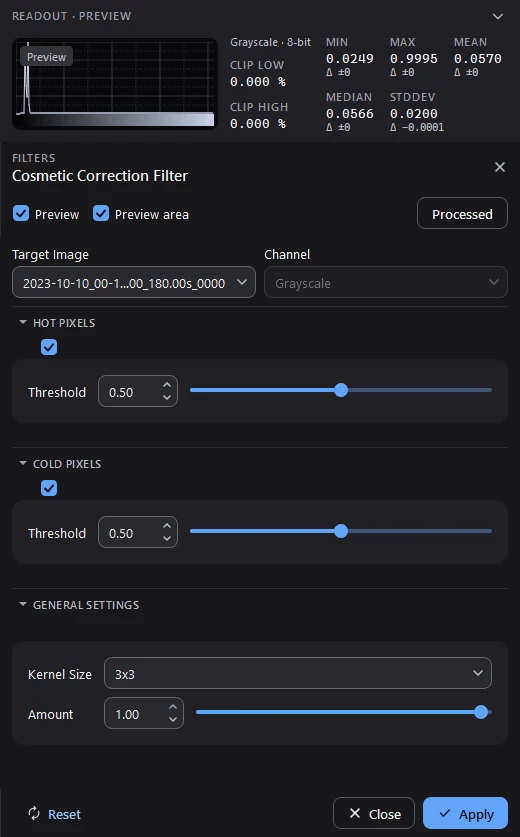 READOUT · PREVIEW
Preview
Grayscale · 8-bit
CLIP LOW
0.000 %
CLIP HIGH
0.000 %
MIN
0.0249
Δ ±0
MAX
0.9995
Δ ±0
MEAN
0.0570
Δ ±0
MEDIAN
0.0566
Δ ±0
STDDEV
0.0200
Δ −0.0001
FILTERS
Cosmetic Correction Filter
Preview
Preview area
Processed
Target Image
Channel
2023-10-10_00-1...00_180.00s_0000
Grayscale
HOT PIXELS
Threshold
0.50
COLD PIXELS
Threshold
0.50
GENERAL SETTINGS
Kernel Size
3x3
Amount
1.00
Reset
Close
Apply